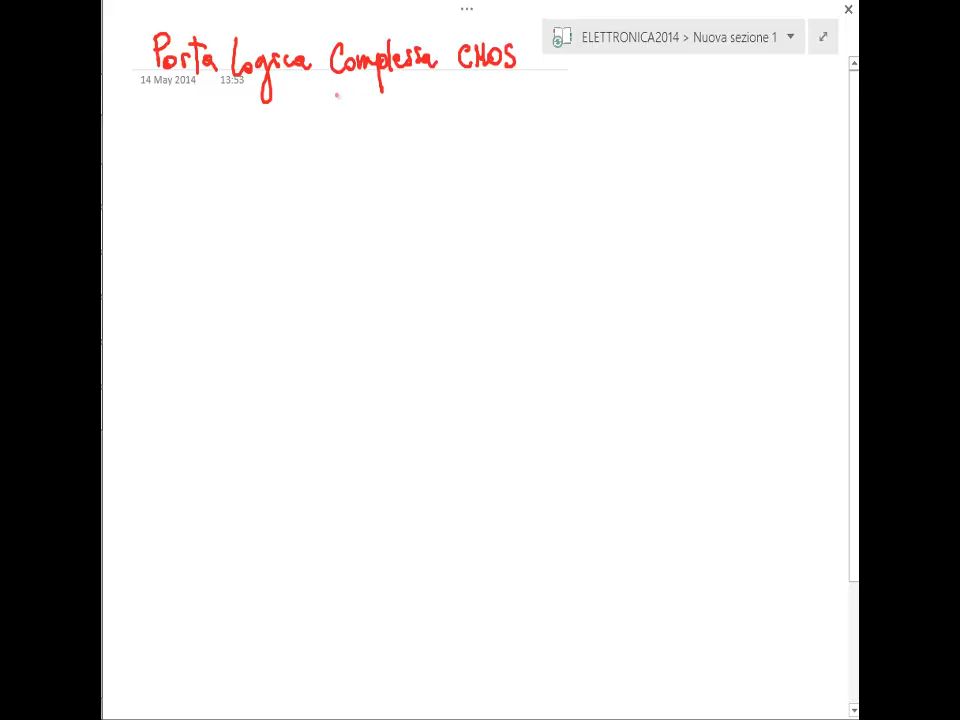 ...
ELETTRONICA2014 > Nuova sezione 1
Porta Logica Complessa CMOS
14 May 2014 13:53